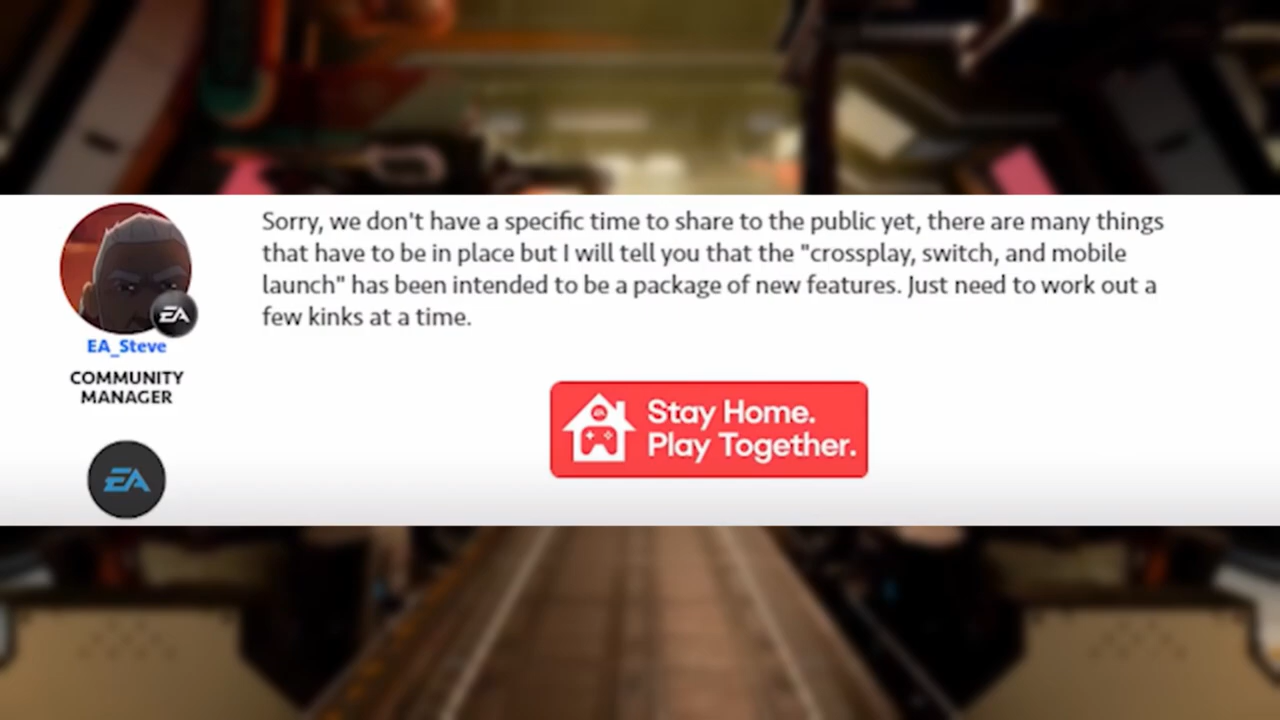 Sorry, we don't have a specific time to share to the public yet, there are many things
that have to be in place but I will tell you that the "crossplay, switch, and mobile
launch" has been intended to be a package of new features. Just need to work out a
few kinks at a time.
EA
EA_Steve
COMMUNITY
MANAGER
EA
Stay Home.
Play Together.